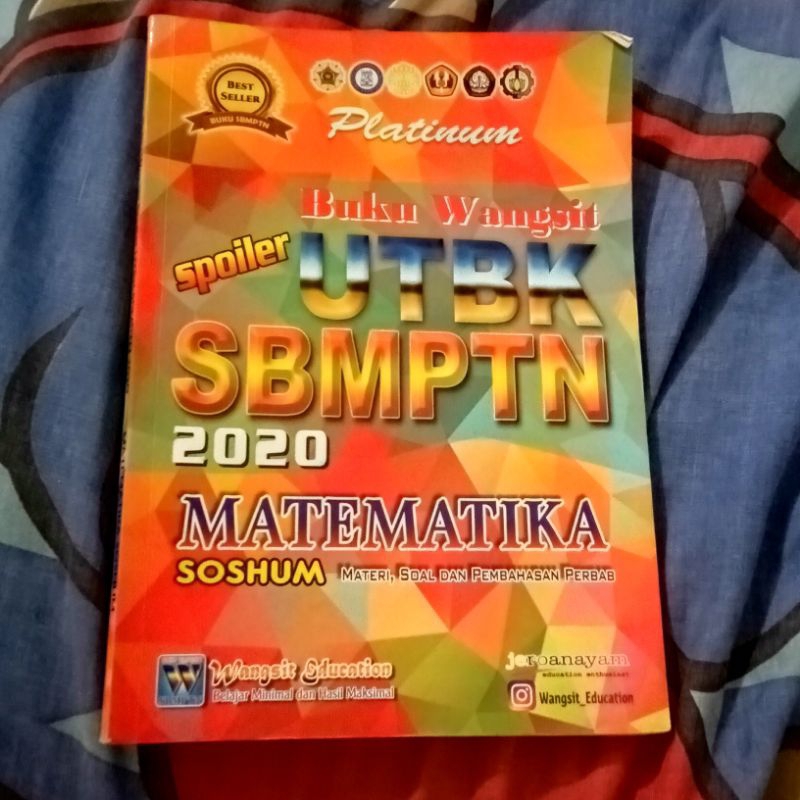 BEST
SELLER
BUKU SBMPTN
Platinum
Buku Wangsit
spoiler
UTBK
SBMPTN
2020
MATEMATIKA
SOSHUM MATERI, SOAL DAN PEMBAHASAN PERBAB
W
Wangsit Education
Belajar Minimal dan Hasil Maksimal
jeroanayam
education enthusiast
Wangsit_Education